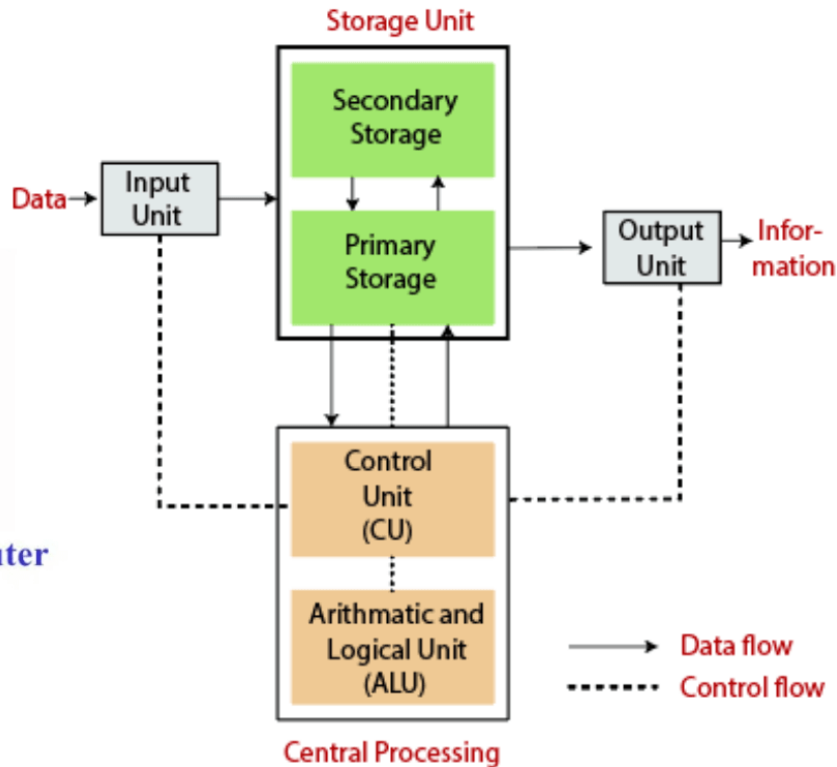 Storage Unit
Secondary
Storage
Data
Input
Unit
Primary
Storage
Output
Unit
Infor-
mation
Control
Unit
(CU)
Arithmatic and
Logical Unit
(ALU)
Data flow
Control flow
Central Processing